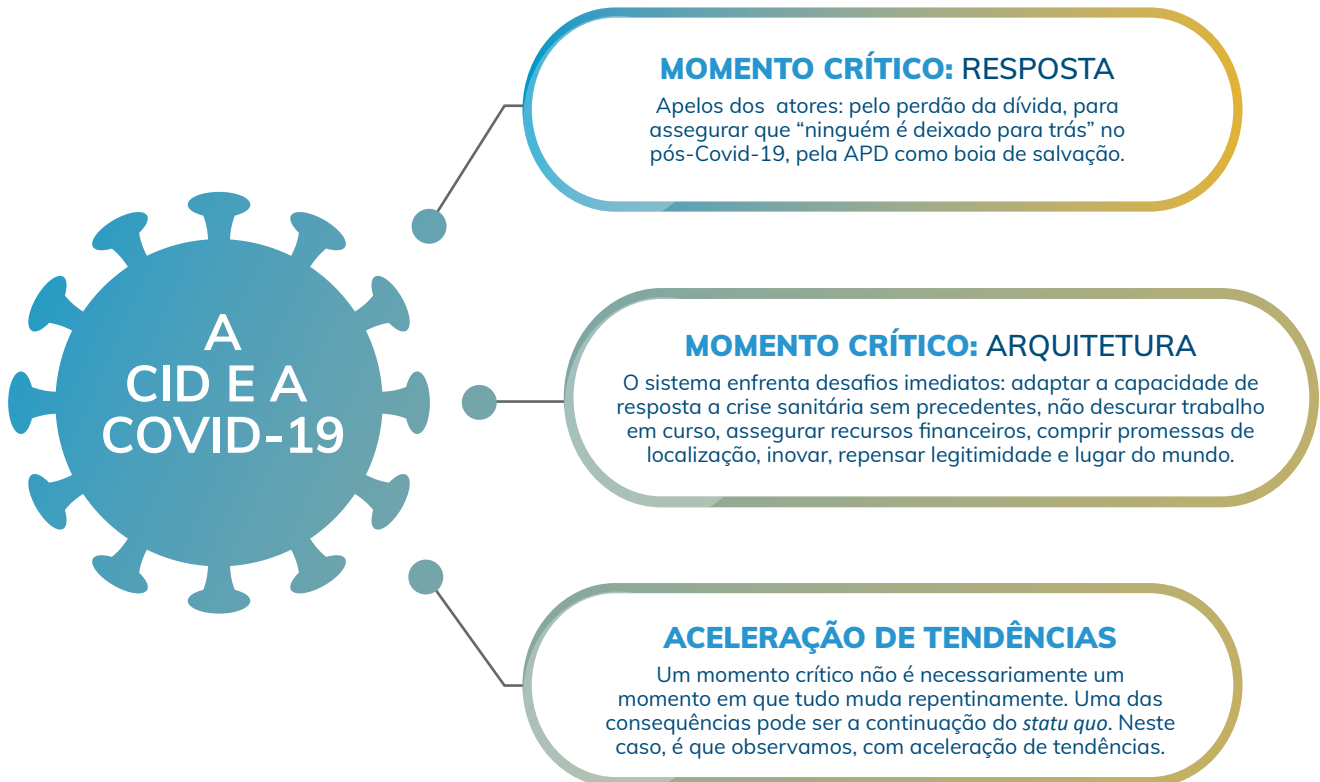 A
CID E A
COVID-19
MOMENTO CRÍTICO: RESPOSTA
Apelos dos atores: pelo perdão da dívida, para
assegurar que “ninguém é deixado para trás” no
pós-Covid-19, pela APD como boia de salvação.
MOMENTO CRÍTICO: ARQUITETURA
O sistema enfrenta desafios imediatos: adaptar a capacidade de
resposta a crise sanitária sem precedentes, não descurar trabalho
em curso, assegurar recursos financeiros, comprir promessas de
localização, inovar, repensar legitimidade e lugar do mundo.
ACELERAÇÃO DE TENDÊNCIAS
Um momento crítico não é necessariamente um
momento em que tudo muda repentinamente. Uma das
consequências pode ser a continuação do statu quo. Neste
caso, é que observamos, com aceleração de tendências.